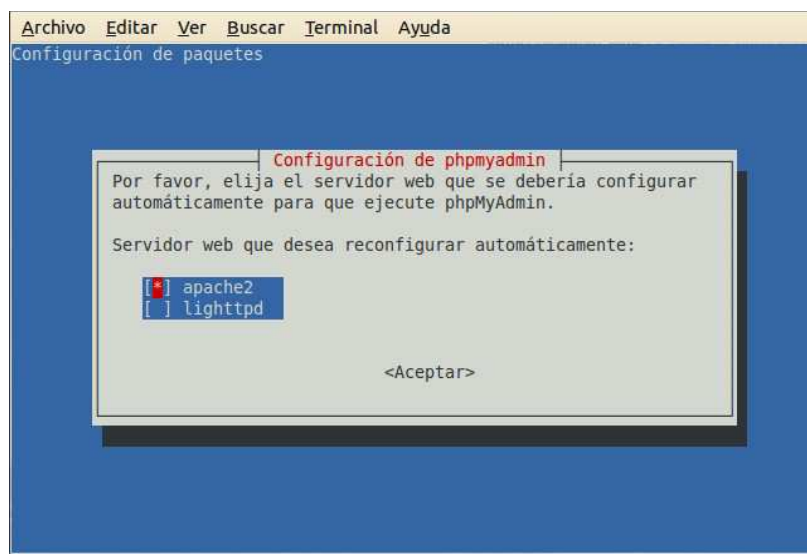 Archivo Editar Ver Buscar Terminal Ayuda
Configuración de paquetes
Configuración de phpmyadmin
Por favor, elija el servidor web que se debería configurar
automáticamente para que ejecute phpMyAdmin.
Servidor web que desea reconfigurar automáticamente:
[*] apache2
[ ] lighttpd
<Aceptar>